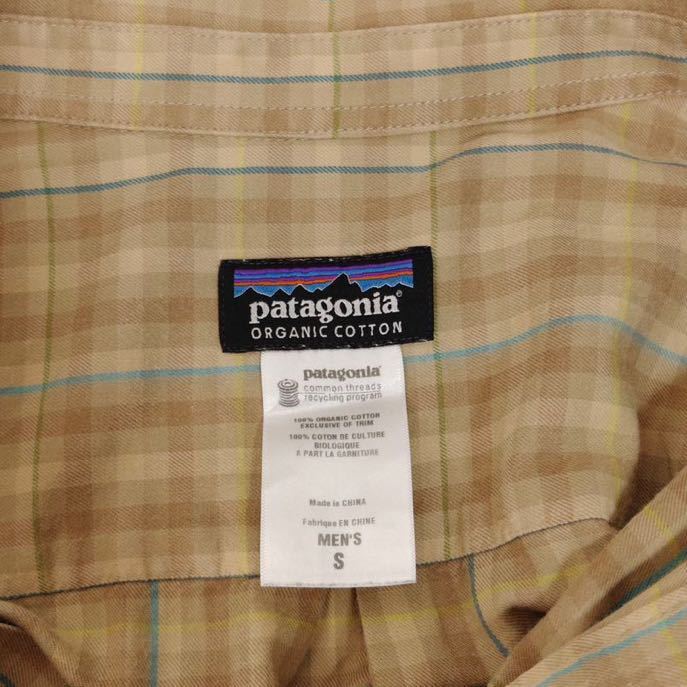 patagonia®
ORGANIC COTTON
patagonia®
common threads
recycling program
100% ORGANIC COTTON
EXCLUSIVE OF TRIM
100% COTON DE CULTURE
BIOLOGIQUE
A PART LA GARNITURE
Made in CHINA
Fabrique EN CHINE
MEN'S
S